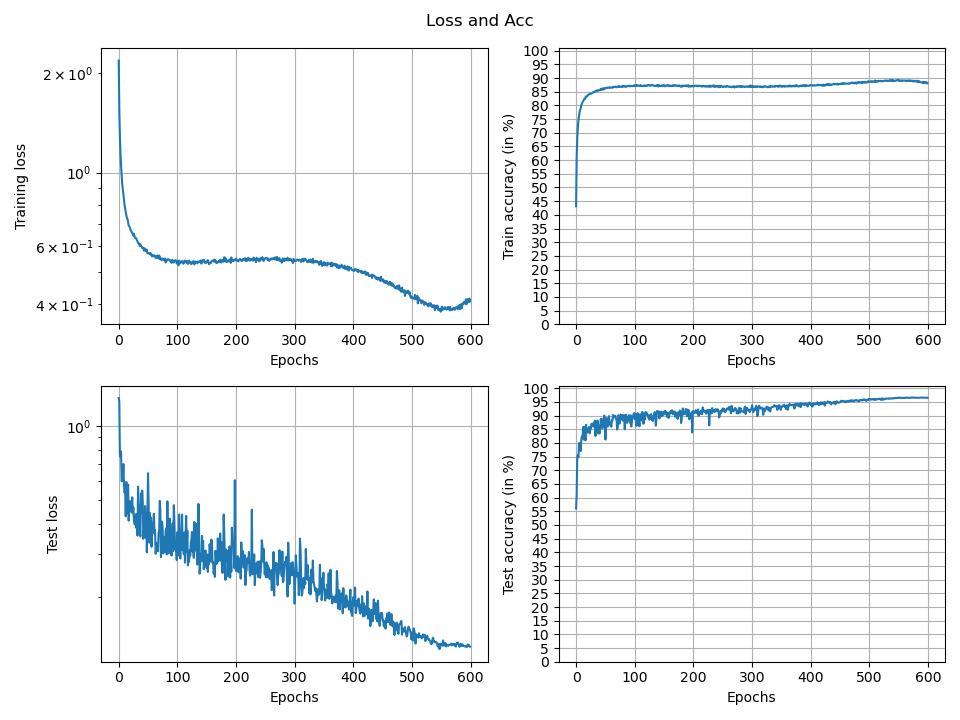 Loss and Acc
Training loss
2 × 10⁰
10⁰
6 × 10⁻¹
4 × 10⁻¹
0 100 200 300 400 500 600
Epochs
Train accuracy (in %)
100
95
90
85
80
75
70
65
60
55
50
45
40
35
30
25
20
15
10
5
0
0 100 200 300 400 500 600
Epochs
Test loss
10⁰
0 100 200 300 400 500 600
Epochs
Test accuracy (in %)
100
95
90
85
80
75
70
65
60
55
50
45
40
35
30
25
20
15
10
5
0
0 100 200 300 400 500 600
Epochs